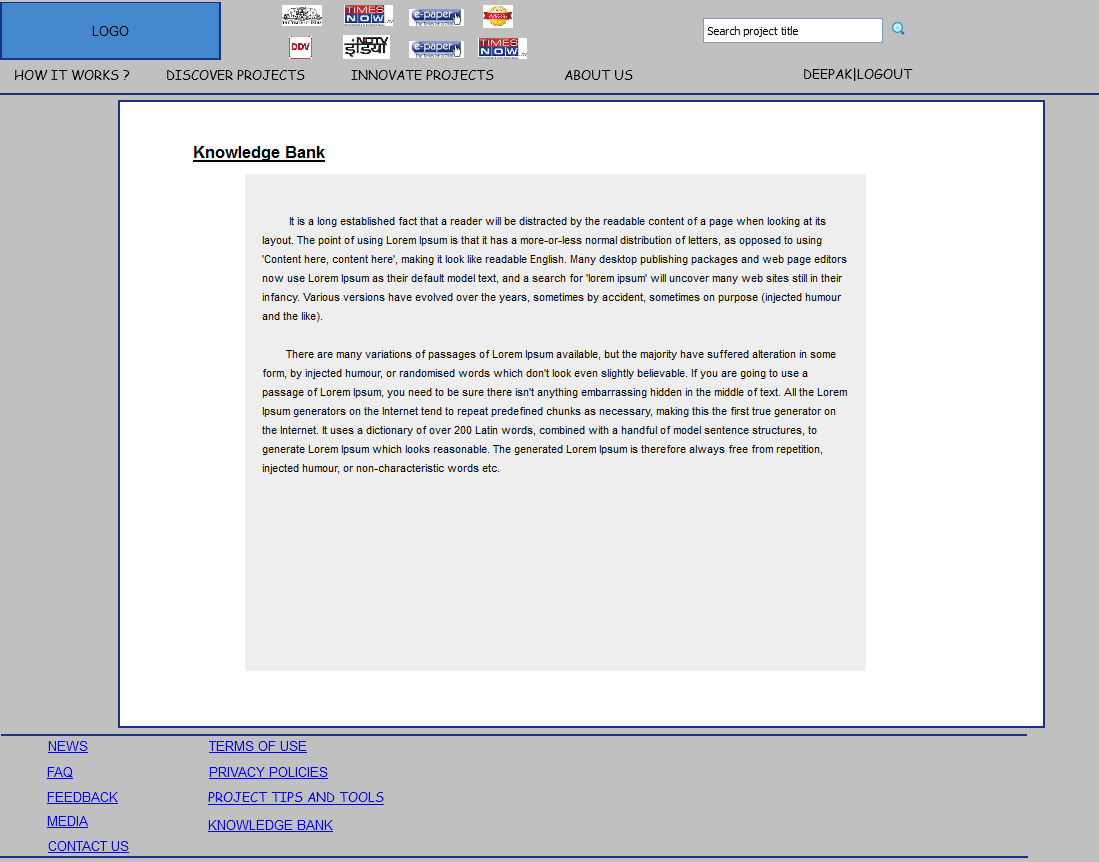 LOGO
TIMES NOW .tv
e-paper
Search project title
DDV
NDTV
इंडिया
e-paper
TIMES NOW .tv
HOW IT WORKS ? DISCOVER PROJECTS INNOVATE PROJECTS ABOUT US DEEPAK|LOGOUT
Knowledge Bank
It is a long established fact that a reader will be distracted by the readable content of a page when looking at its
layout. The point of using Lorem Ipsum is that it has a more-or-less normal distribution of letters, as opposed to using
'Content here, content here', making it look like readable English. Many desktop publishing packages and web page editors
now use Lorem Ipsum as their default model text, and a search for 'lorem ipsum' will uncover many web sites still in their
infancy. Various versions have evolved over the years, sometimes by accident, sometimes on purpose (injected humour
and the like).
There are many variations of passages of Lorem Ipsum available, but the majority have suffered alteration in some
form, by injected humour, or randomised words which don't look even slightly believable. If you are going to use a
passage of Lorem Ipsum, you need to be sure there isn't anything embarrassing hidden in the middle of text. All the Lorem
Ipsum generators on the Internet tend to repeat predefined chunks as necessary, making this the first true generator on
the Internet. It uses a dictionary of over 200 Latin words, combined with a handful of model sentence structures, to
generate Lorem Ipsum which looks reasonable. The generated Lorem Ipsum is therefore always free from repetition,
injected humour, or non-characteristic words etc.
NEWS TERMS OF USE
FAQ PRIVACY POLICIES
FEEDBACK PROJECT TIPS AND TOOLS
MEDIA KNOWLEDGE BANK
CONTACT US